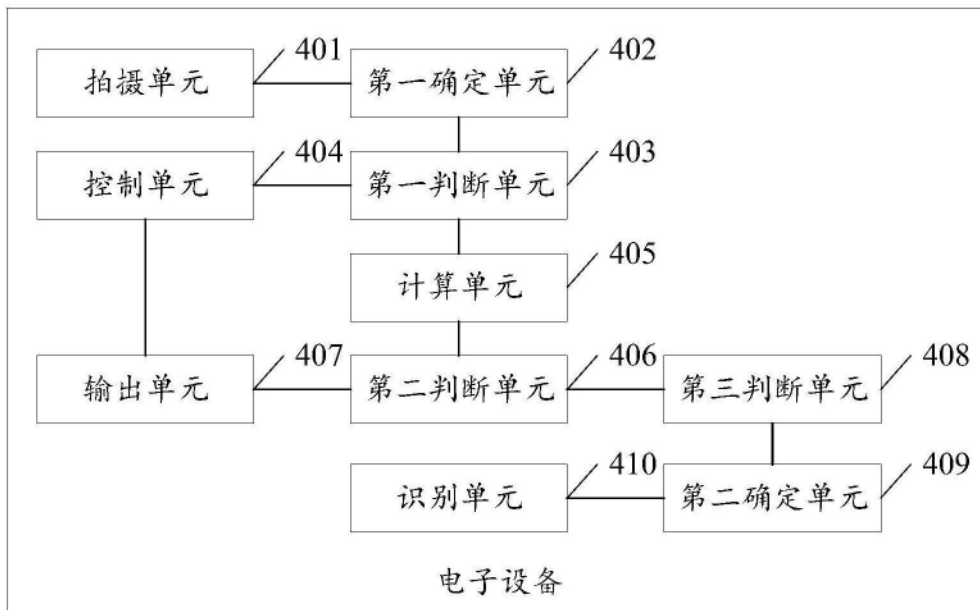 401
402
拍摄单元
第一确定单元
404
403
控制单元
第一判断单元
405
计算单元
407
406
408
输出单元
第二判断单元
第三判断单元
410
409
识别单元
第二确定单元
电子设备